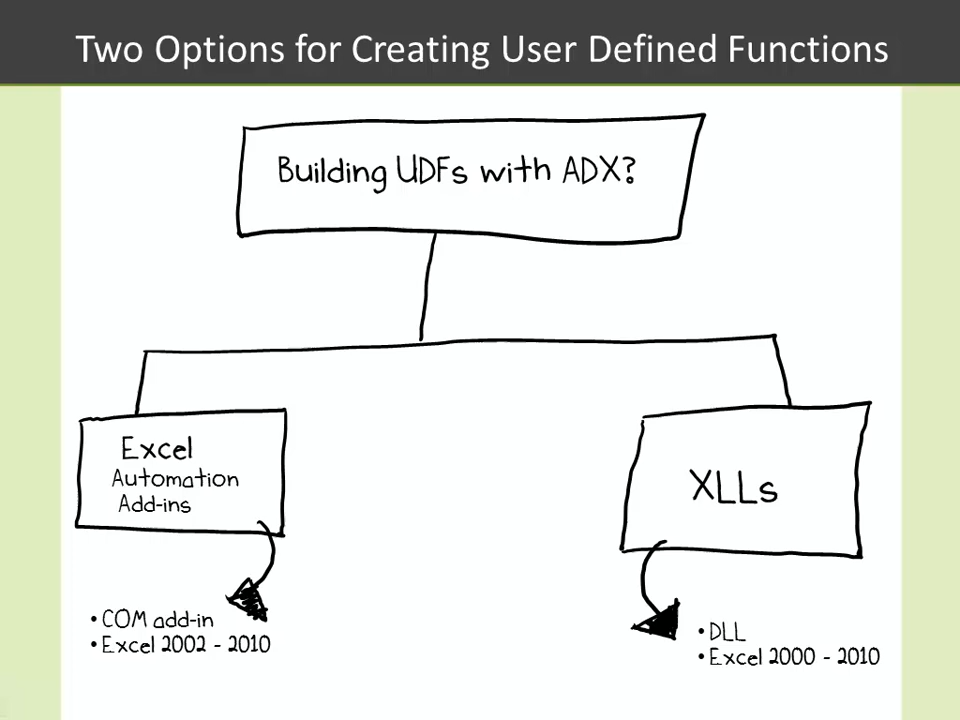 Two Options for Creating User Defined Functions
Building UDFs with ADX?
Excel
Automation
Add-ins
XLLs
• COM add-in
• Excel 2002 - 2010
• DLL
• Excel 2000 - 2010